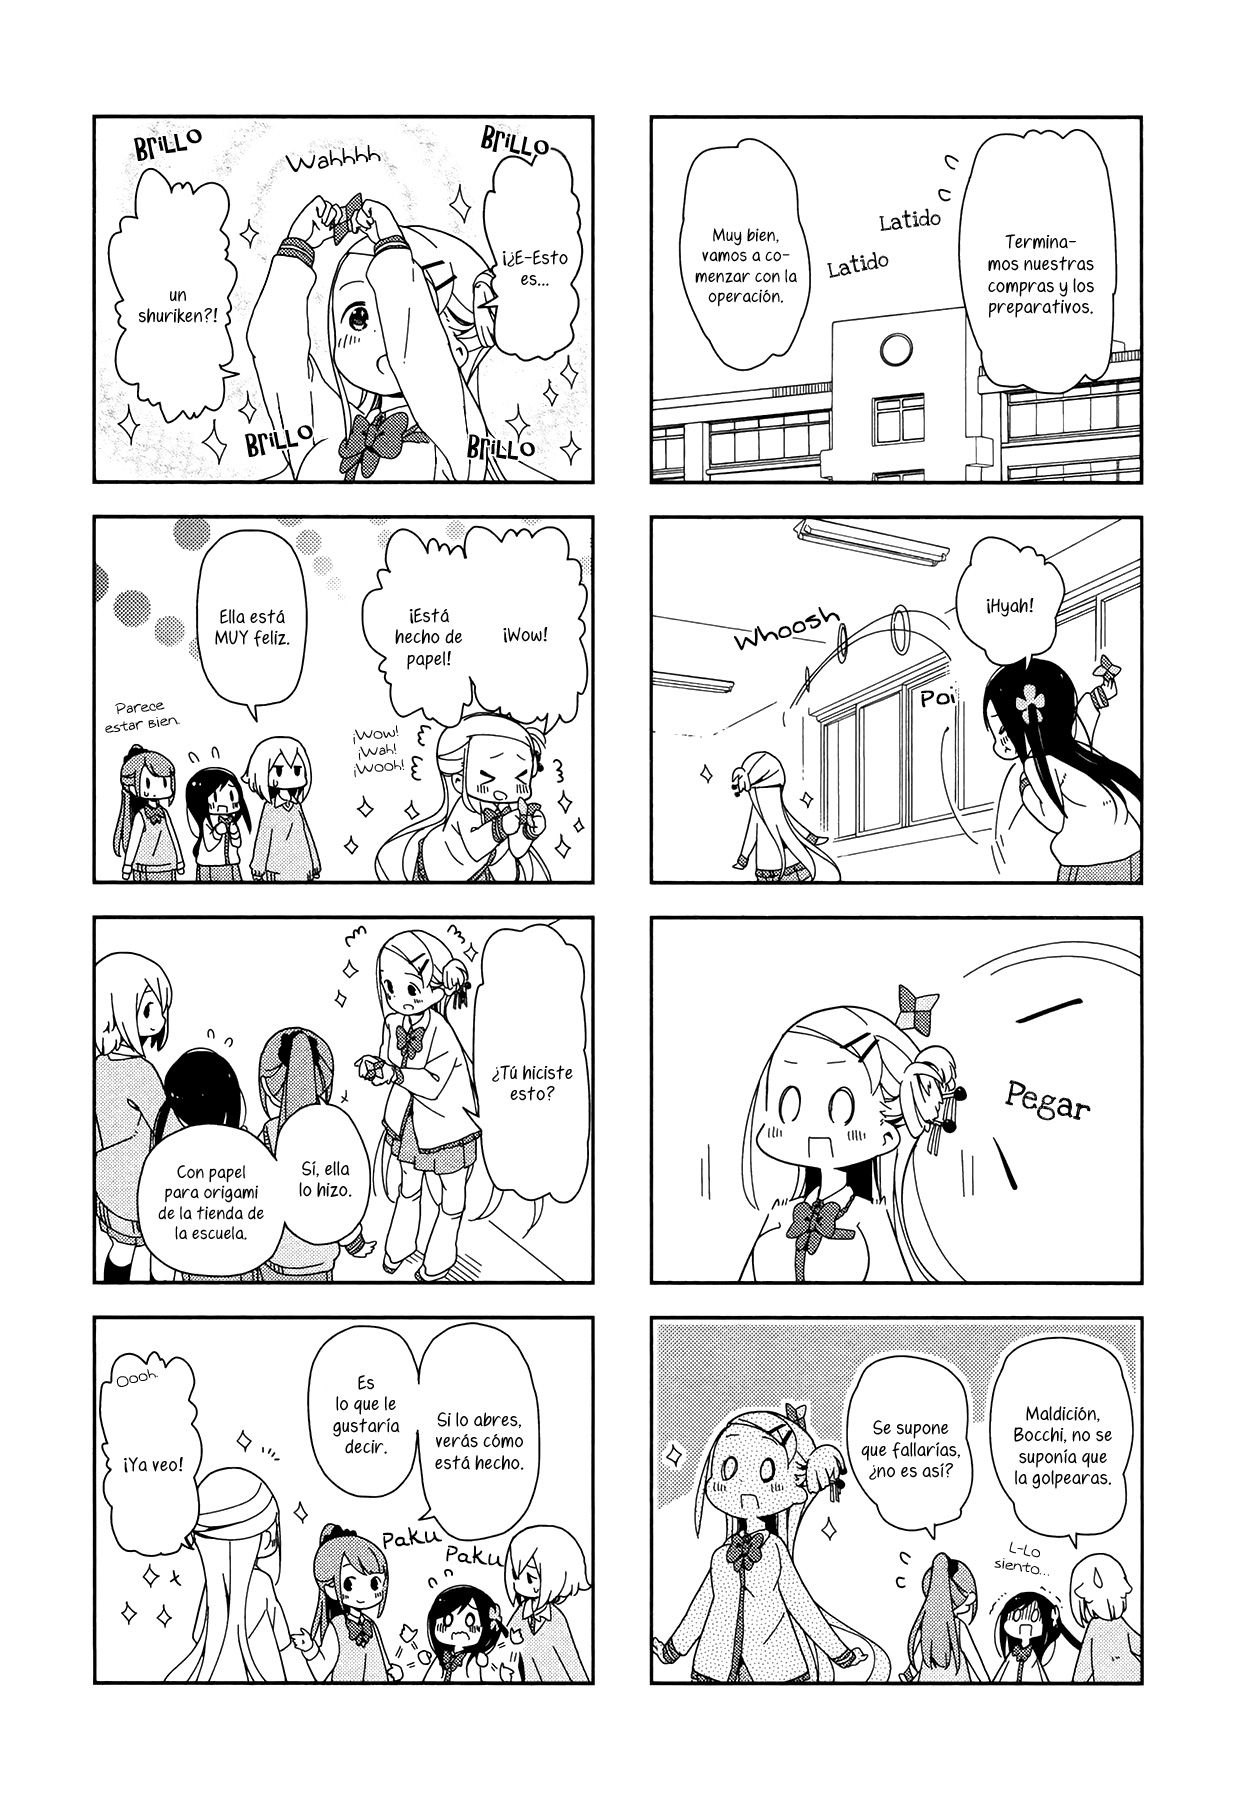 Termina-
mos nuestras
compras y los
preparativos.
Latido
Latido
Muy bien,
vamos a co-
menzar con la
operación.
¡Hyah!
Whoosh
Poi
Pegar
Maldición,
Bocchi, no se
suponía que
la golpearas.
Se supone
que fallarías,
¿no es así?
L-Lo
siento...
Brillo
Brillo
Wahhhh
¡¿E-Esto
es...
un
shuriken?!
Brillo
Brillo
¡Wow!
¡Está
hecho de
papel!
¡Wow!
¡Wah!
¡Wooh!
Ella está
MUY feliz.
Parece
estar bien.
¿Tú hiciste
esto?
Sí, ella
lo hizo.
Con papel
para origami
de la tienda de
la escuela.
Si lo abres,
verás cómo
está hecho.
Es
lo que le
gustaría
decir.
Paku
Paku
Oooh.
¡Ya veo!